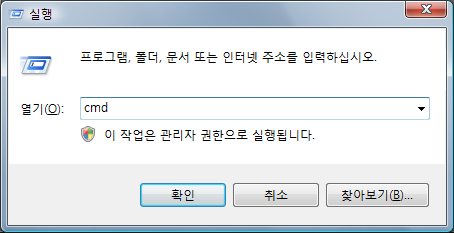 실행
프로그램, 폴더, 문서 또는 인터넷 주소를 입력하십시오.
열기(O): cmd
이 작업은 관리자 권한으로 실행됩니다.
확인 취소 찾아보기(B)...